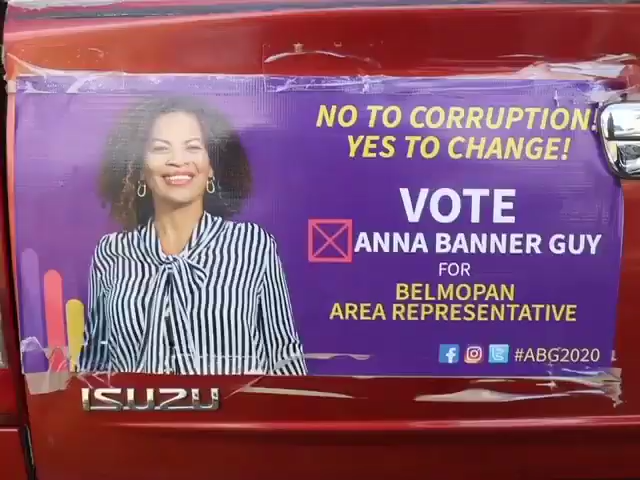 NO TO CORRUPTION!
YES TO CHANGE!
VOTE
ANNA BANNER GUY
FOR
BELMOPAN
AREA REPRESENTATIVE
#ABG2020
ISUZU